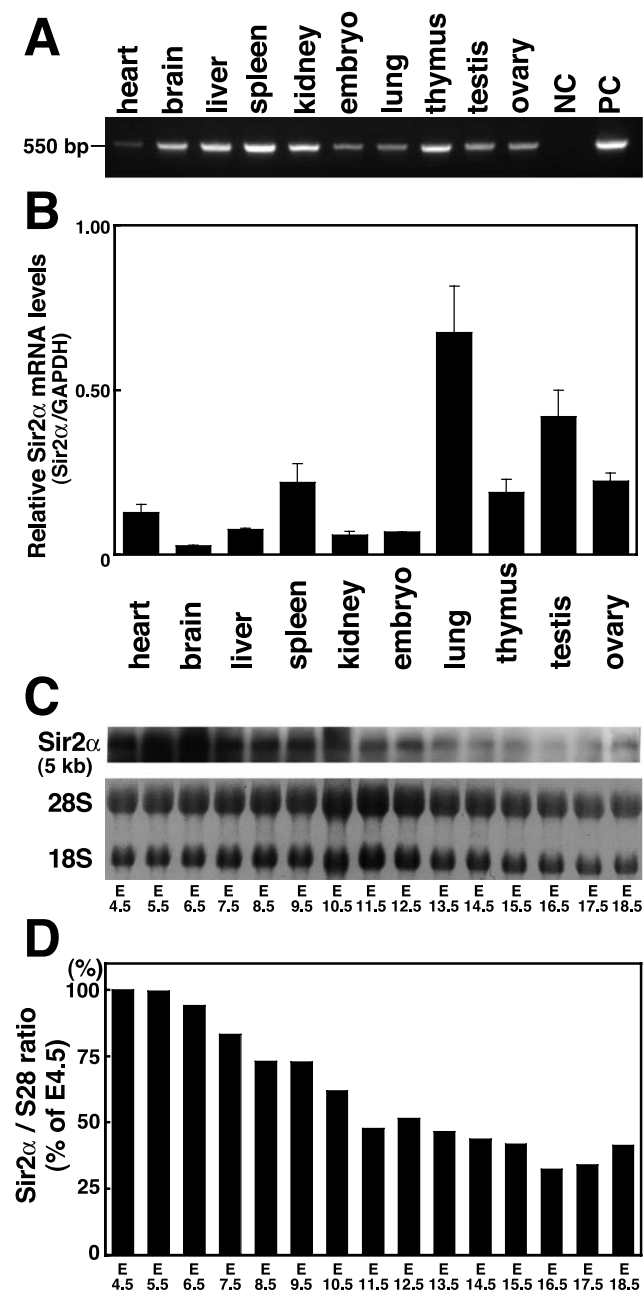 A
heart brain liver spleen kidney embryo lung thymus testis ovary NC PC
550 bp
B
1.00
0.50
0
Relative Sir2α mRNA levels
(Sir2α/GAPDH)
heart brain liver spleen kidney embryo lung thymus testis ovary
C
Sir2α
(5 kb)
28S
18S
E E E E E E E E E E E E E E E
4.5 5.5 6.5 7.5 8.5 9.5 10.5 11.5 12.5 13.5 14.5 15.5 16.5 17.5 18.5
D
(%)
100
75
50
25
0
Sir2α / S28 ratio
(% of E4.5)
E E E E E E E E E E E E E E E
4.5 5.5 6.5 7.5 8.5 9.5 10.5 11.5 12.5 13.5 14.5 15.5 16.5 17.5 18.5